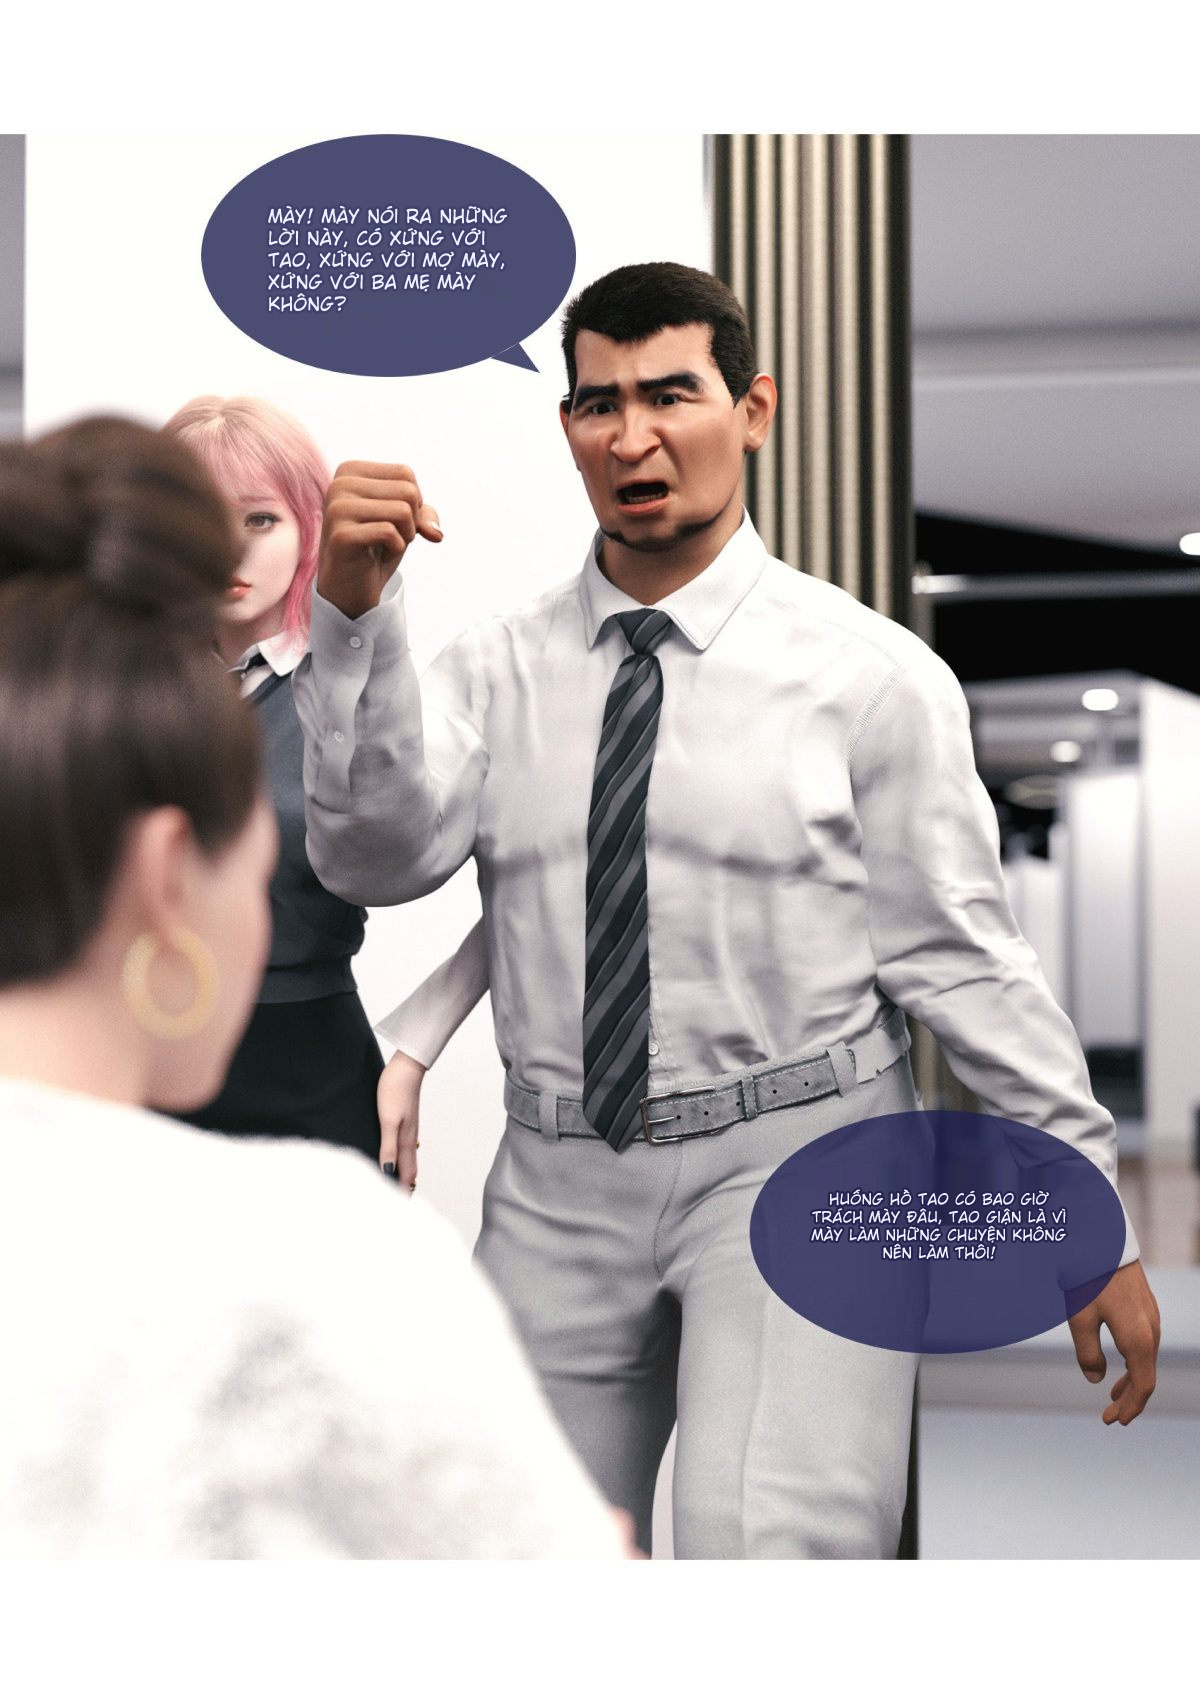 MÀY! MÀY NÓI RA NHỮNG
LỜI NÀY, CÓ XỨNG VỚI
TAO, XỨNG VỚI MỢ MÀY,
XỨNG VỚI BA MẸ MÀY
KHÔNG?
HUỐNG HỒ TAO CÓ BAO GIỜ
TRÁCH MÀY ĐÂU, TAO GIẬN LÀ VÌ
MÀY LÀM NHỮNG CHUYỆN KHÔNG
NÊN LÀM THÔI!